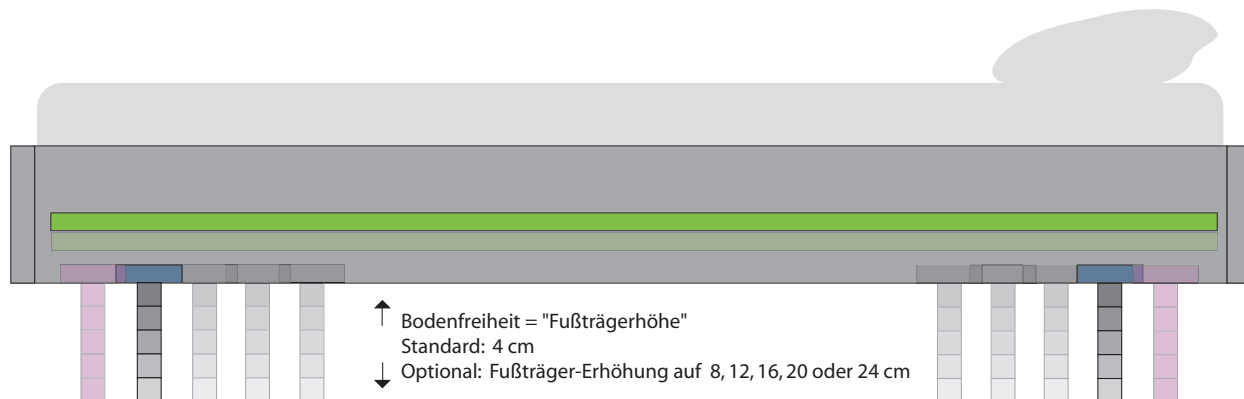 Bodenfreiheit = "Fußträgerhöhe"
Standard: 4 cm
Optional: Fußträger-Erhöhung auf 8, 12, 16, 20 oder 24 cm